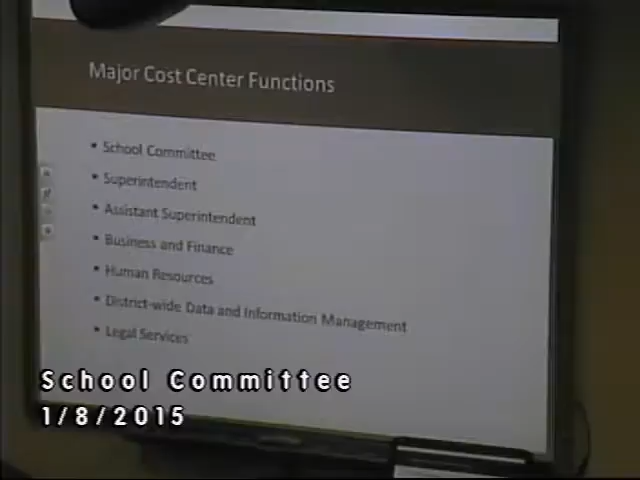 Major Cost Center Functions
• School Committee
• Superintendent
• Assistant Superintendent
• Business and Finance
• Human Resources
• District-wide Data and Information Management
• Legal Services
School Committee
1/8/2015